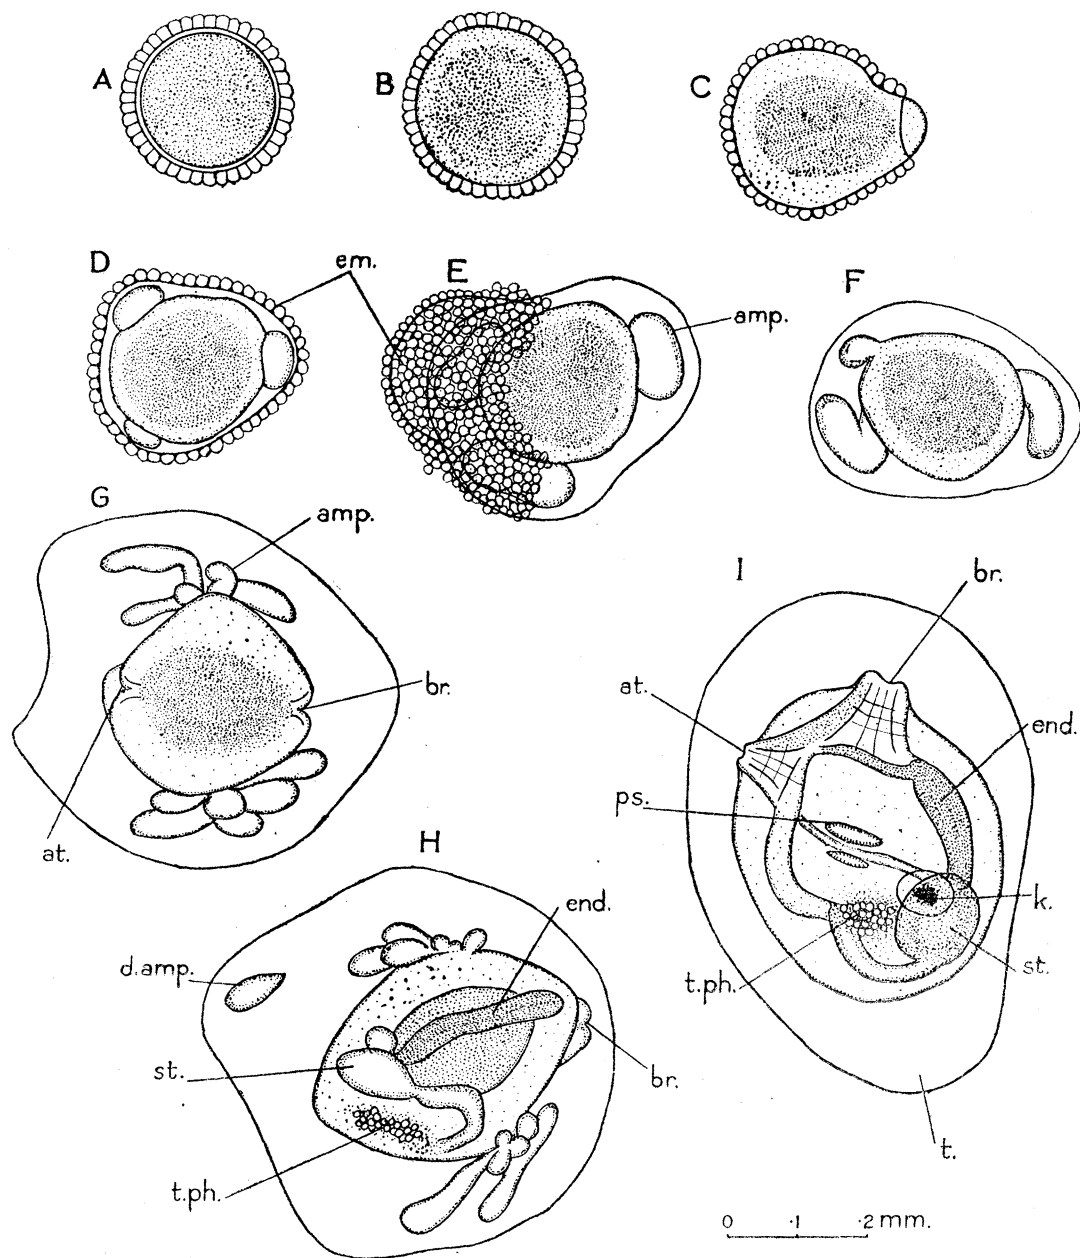 A
B
C
D
em.
E
amp.
F
G
amp.
br.
at.
H
end.
d.amp.
st.
t.ph.
br.
I
br.
at.
end.
ps.
k.
t.ph.
st.
t.
0 ·1 ·2 mm.